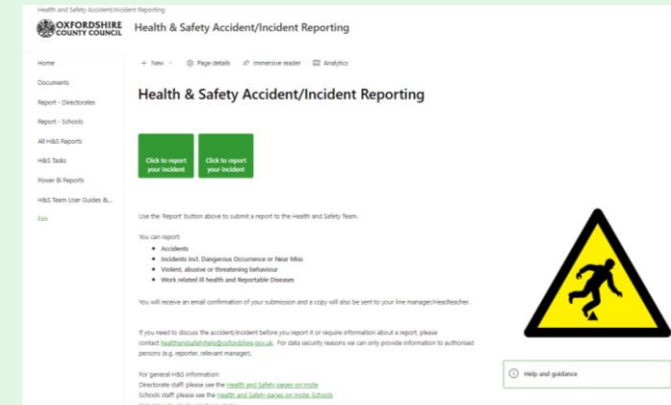 Health and Safety Accident/Incident Reporting
OXFORDSHIRE
COUNTY COUNCIL
Health & Safety Accident/Incident Reporting
Home
Documents
Report - Directorates
Report - Schools
All H&S Reports
H&S Tasks
Power BI Reports
H&S Team User Guides &...
Edit
+ New
Page details
Immersive reader
Analytics
Health & Safety Accident/Incident Reporting
Click to report
your incident
Click to report
your incident
Use the 'Report' button above to submit a report to the Health and Safety Team.
You can report:
Accidents
Incidents incl. Dangerous Occurrence or Near Miss
Violent, abusive or threatening behaviour
Work related ill health and Reportable Diseases
You will receive an email confirmation of your submission and a copy will also be sent to your line manager/Headteacher.
If you need to discuss the accident/incident before you report it or require information about a report, please
contact healthandsafetyhelp@oxfordshire.gov.uk. For data security reasons we can only provide information to authorised
persons (e.g. reporter, relevant manager).
For general H&S information:
Directorate staff: please see the Health and Safety pages on Insite
Schools staff: please see the Health and Safety pages on Insite: Schools
Help and guidance